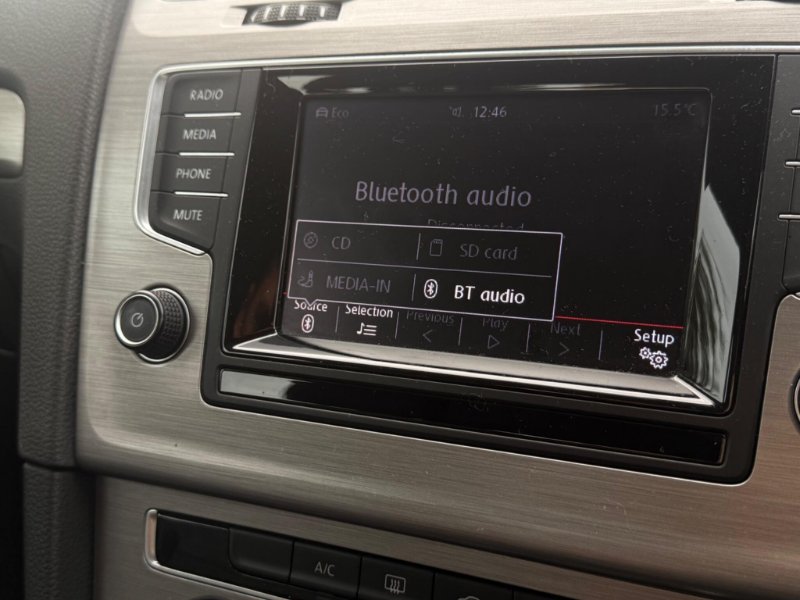 RADIO
MEDIA
PHONE
MUTE
Eco
12:46
15.5°C
Bluetooth audio
Disconnected
CD
SD card
MEDIA-IN
BT audio
Source
Selection
Previous
Play
Next
Setup
A/C